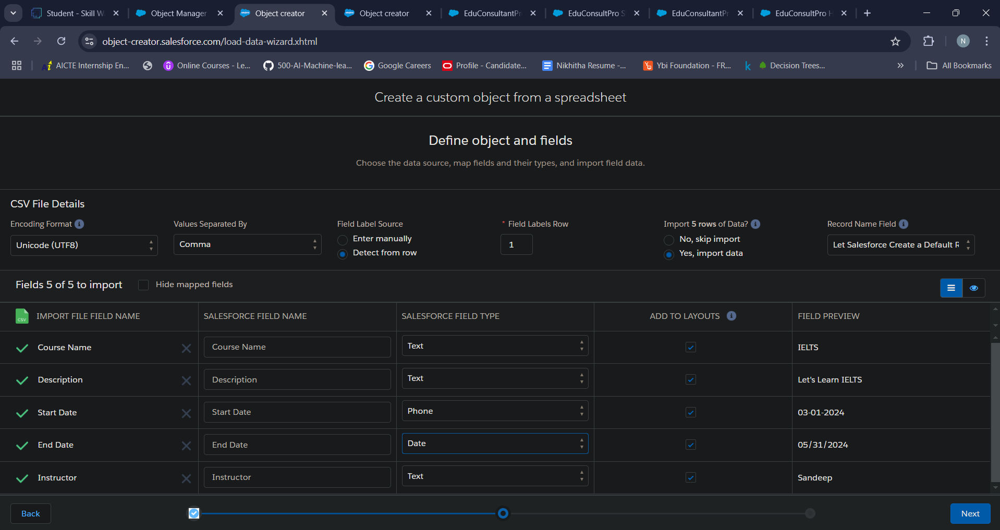 Student - Skill W
Object Manager
Object creator
Object creator
EduConsultantPr
EduConsultPro S
EduConsultantPr
EduConsultPro H
object-creator.salesforce.com/load-data-wizard.xhtml
N
AICTE Internship En...
Online Courses - Le...
500-AI-Machine-lea...
Google Careers
Profile - Candidate...
Nikhitha Resume -...
Ybi Foundation - FR...
k
Decision Trees...
»
All Bookmarks
Create a custom object from a spreadsheet
Define object and fields
Choose the data source, map fields and their types, and import field data.
CSV File Details
Encoding Format
Values Separated By
Field Label Source
* Field Labels Row
Import 5 rows of Data?
Record Name Field
Unicode (UTF8)
Comma
Enter manually
Detect from row
1
No, skip import
Yes, import data
Let Salesforce Create a Default R
Fields 5 of 5 to import
Hide mapped fields
CSV
IMPORT FILE FIELD NAME
SALESFORCE FIELD NAME
SALESFORCE FIELD TYPE
ADD TO LAYOUTS
FIELD PREVIEW
Course Name
Course Name
Text
IELTS
Description
Description
Text
Let's Learn IELTS
Start Date
Start Date
Phone
03-01-2024
End Date
End Date
Date
05/31/2024
Instructor
Instructor
Text
Sandeep
Back
Next